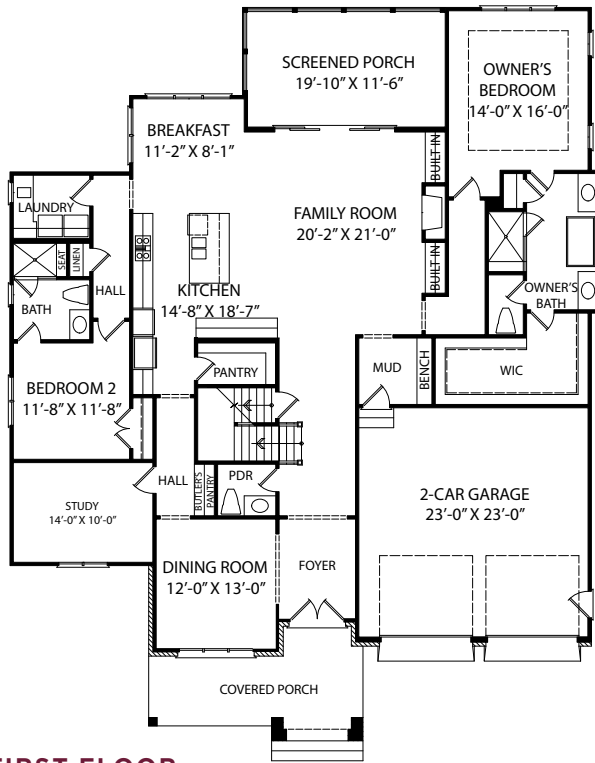 SCREENED PORCH
19'-10" X 11'-6"
OWNER'S
BEDROOM
14'-0" X 16'-0"
BREAKFAST
11'-2" X 8'-1"
BUILT IN
LAUNDRY
FAMILY ROOM
20'-2" X 21'-0"
SEAT
LINEN
BUILT IN
HALL
BATH
KITCHEN
14'-8" X 18'-7"
OWNER'S
BATH
PANTRY
MUD
BENCH
WIC
BEDROOM 2
11'-8" X 11'-8"
HALL
BUTLER'S
PANTRY
PDR
2-CAR GARAGE
23'-0" X 23'-0"
STUDY
14'-0" X 10'-0"
DINING ROOM
12'-0" X 13'-0"
FOYER
COVERED PORCH
FIRST FLOOR